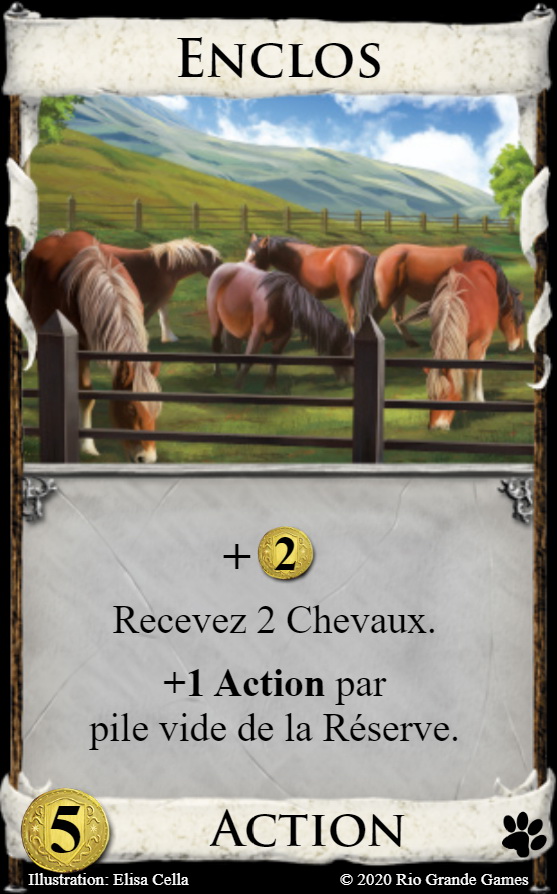 ENCLOS
+ 2
Recevez 2 Chevaux.
+1 Action par
pile vide de la Réserve.
5 ACTION
Illustration: Elisa Cella © 2020 Rio Grande Games